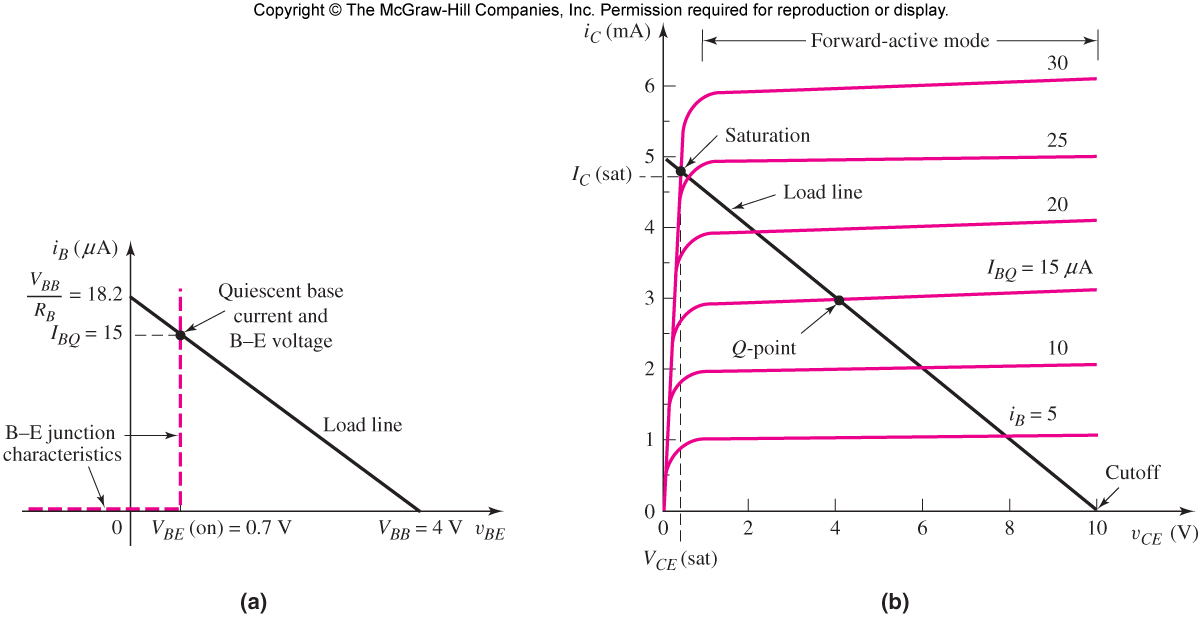 Copyright © The McGraw-Hill Companies, Inc. Permission required for reproduction or display.
i_B (μA)
V_BB
R_B
= 18.2
I_BQ = 15
Quiescent base
current and
B–E voltage
Load line
B–E junction
characteristics
0
V_BE (on) = 0.7 V
V_BB = 4 V
v_BE
(a)
i_C (mA)
Forward-active mode
30
6
Saturation
25
5
I_C (sat)
Load line
20
4
I_BQ = 15 μA
3
Q-point
10
2
i_B = 5
1
Cutoff
0
0
2
4
6
8
10
v_CE (V)
V_CE (sat)
(b)